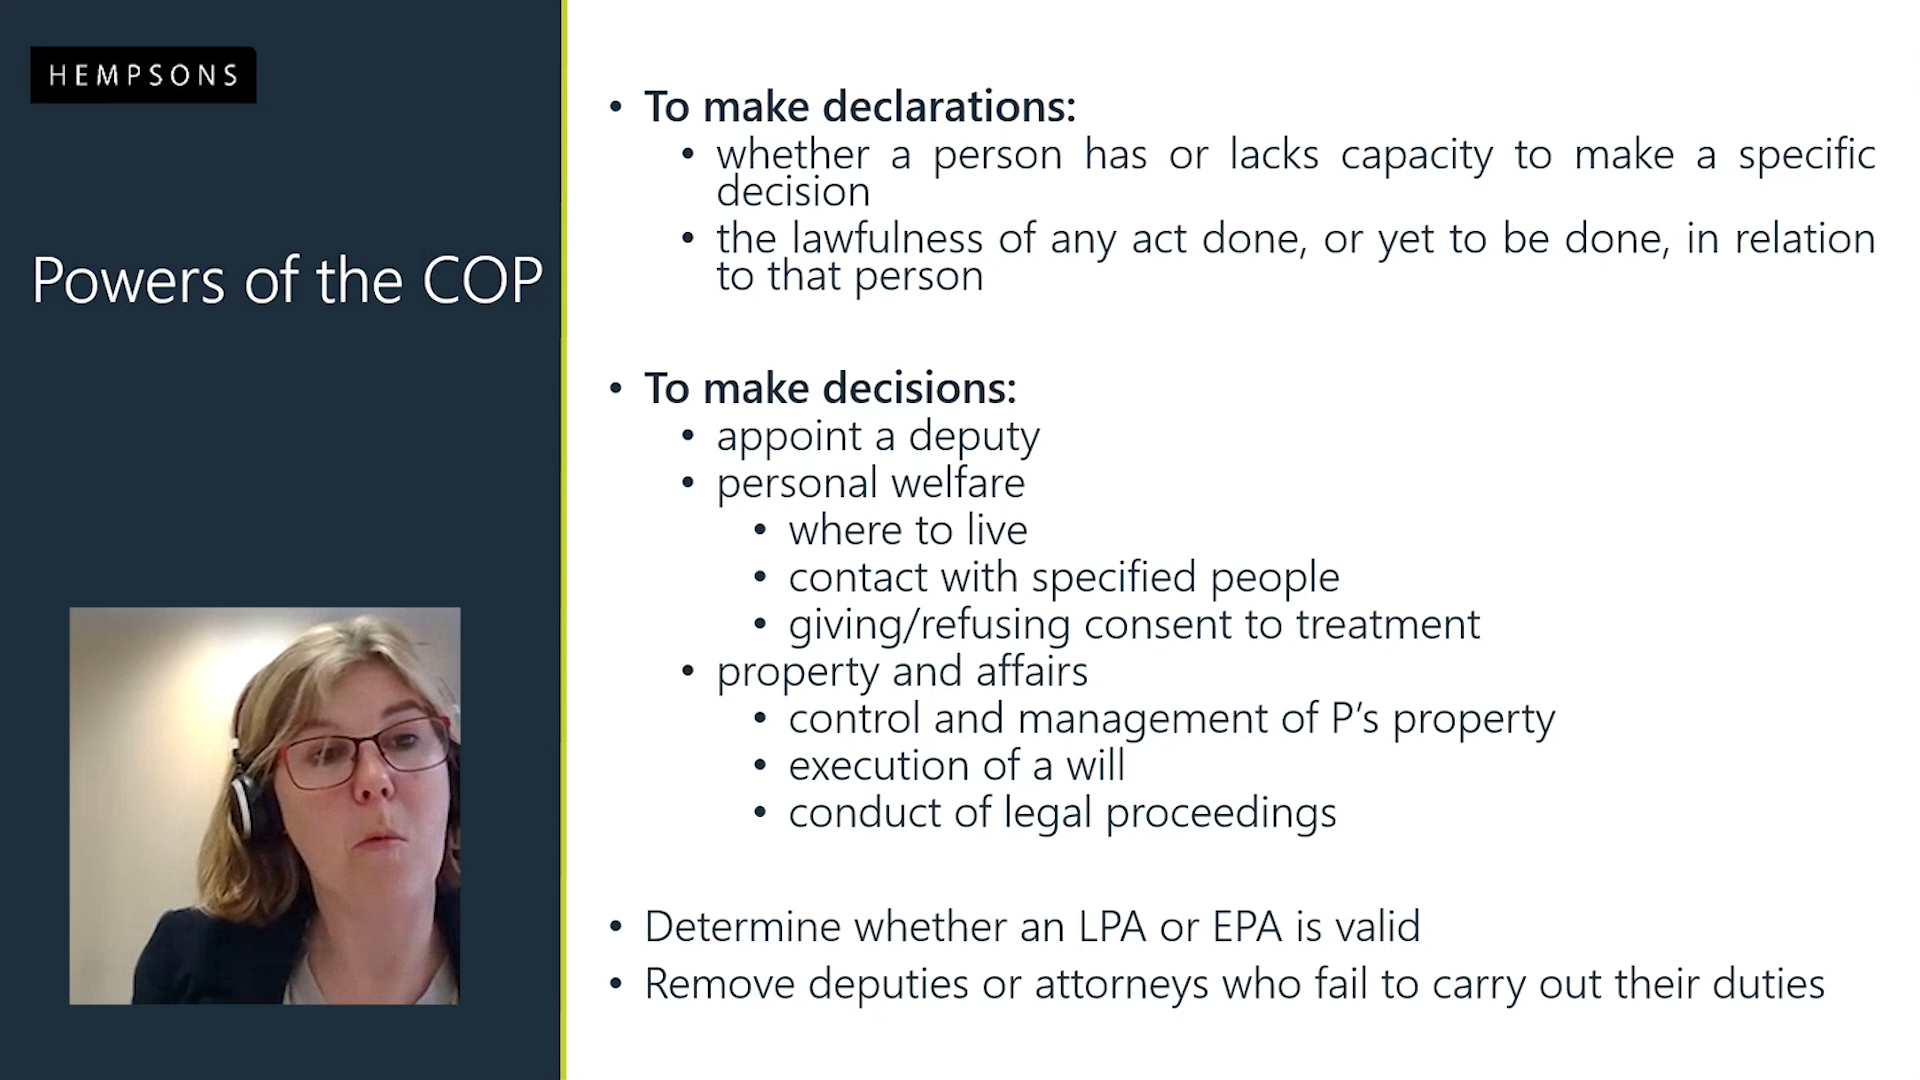 HEMPSONS
Powers of the COP
• To make declarations:
• whether a person has or lacks capacity to make a specific
decision
• the lawfulness of any act done, or yet to be done, in relation
to that person
• To make decisions:
• appoint a deputy
• personal welfare
• where to live
• contact with specified people
• giving/refusing consent to treatment
• property and affairs
• control and management of P’s property
• execution of a will
• conduct of legal proceedings
• Determine whether an LPA or EPA is valid
• Remove deputies or attorneys who fail to carry out their duties